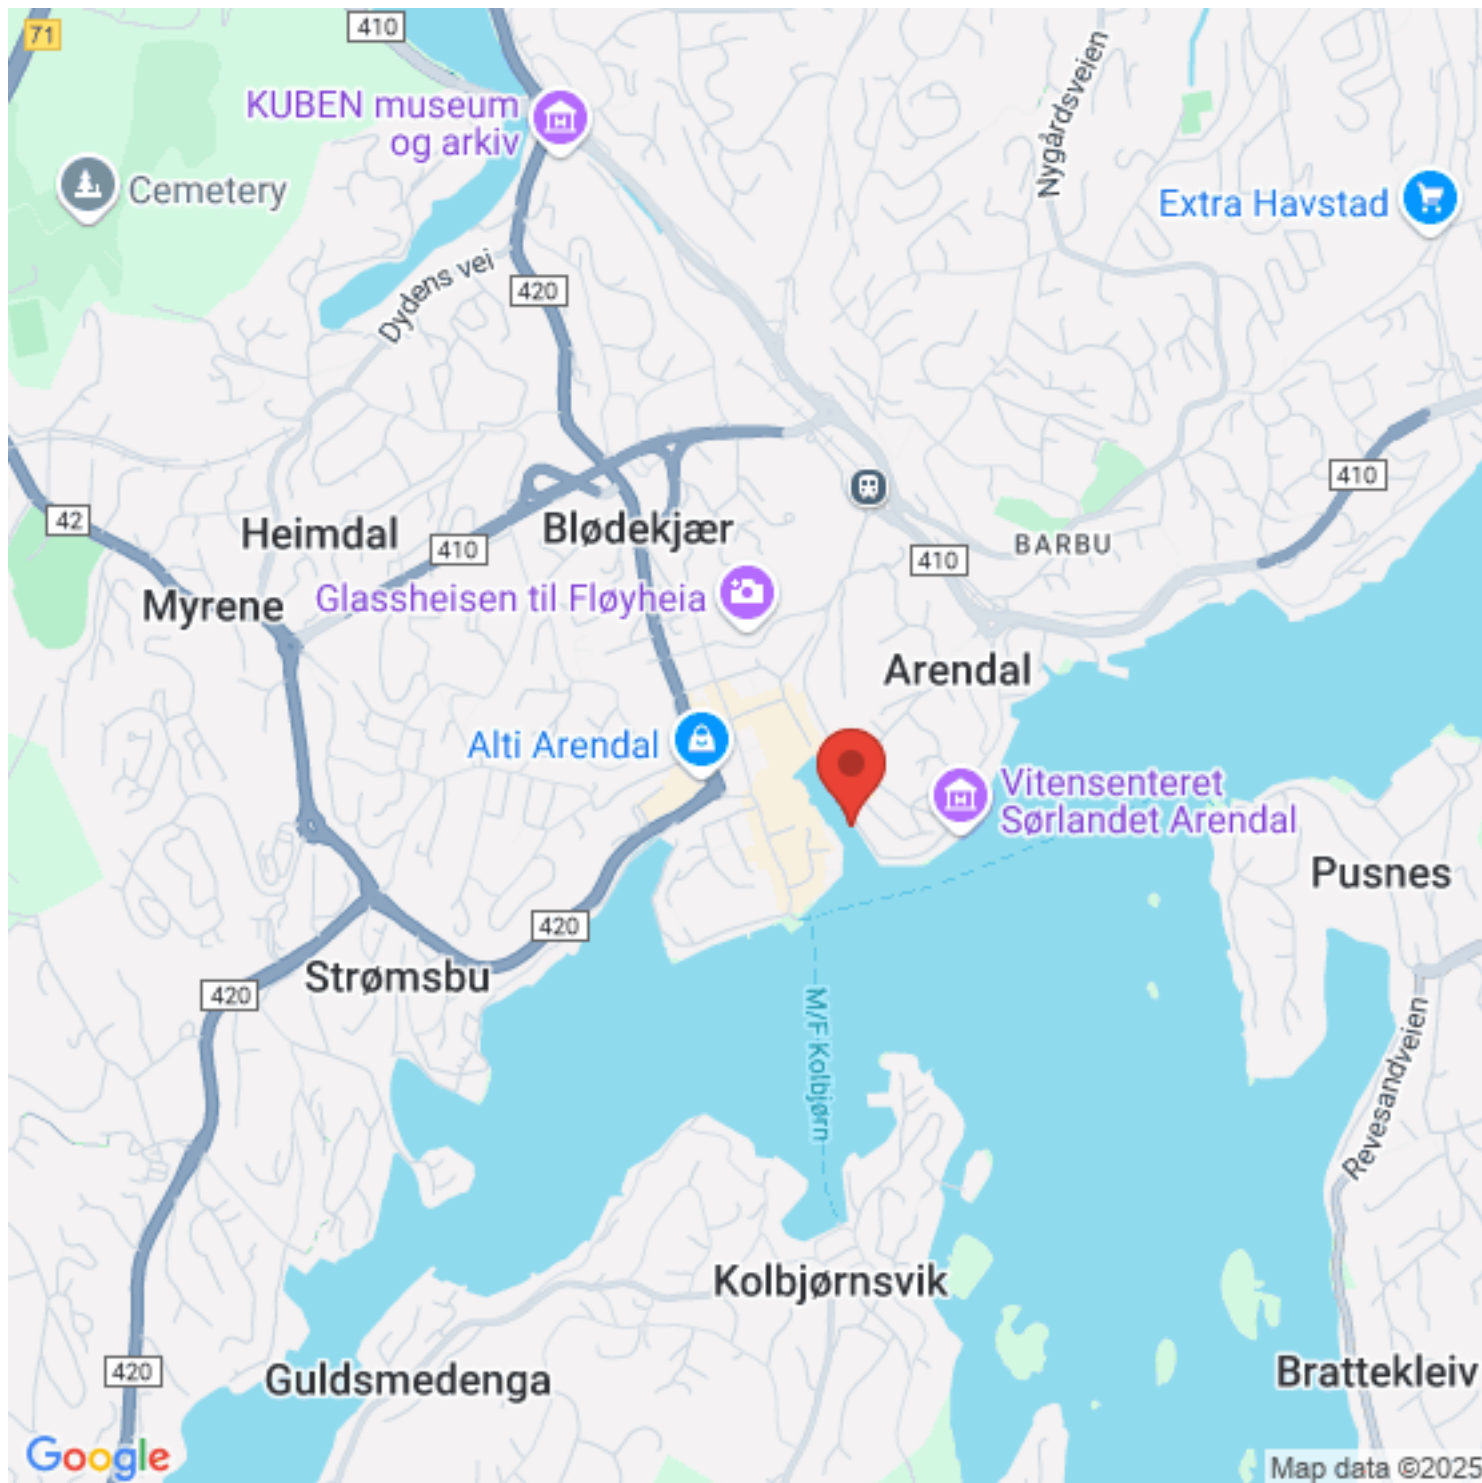 71
410
KUBEN museum
og arkiv
Nygårdsveien
Cemetery
Extra Havstad
Dydens vei
420
410
42
Heimdal
410
Blødekjær
410
BARBU
Myrene
Glassheisen til Fløyheia
Arendal
Alti Arendal
Vitensenteret
Sørlandet Arendal
Pusnes
420
Strømsbu
420
M/F Kolbjørn
Revesandveien
Kolbjørnsvik
420
Guldsmedenga
Brattekleiv
Google
Map data ©2025